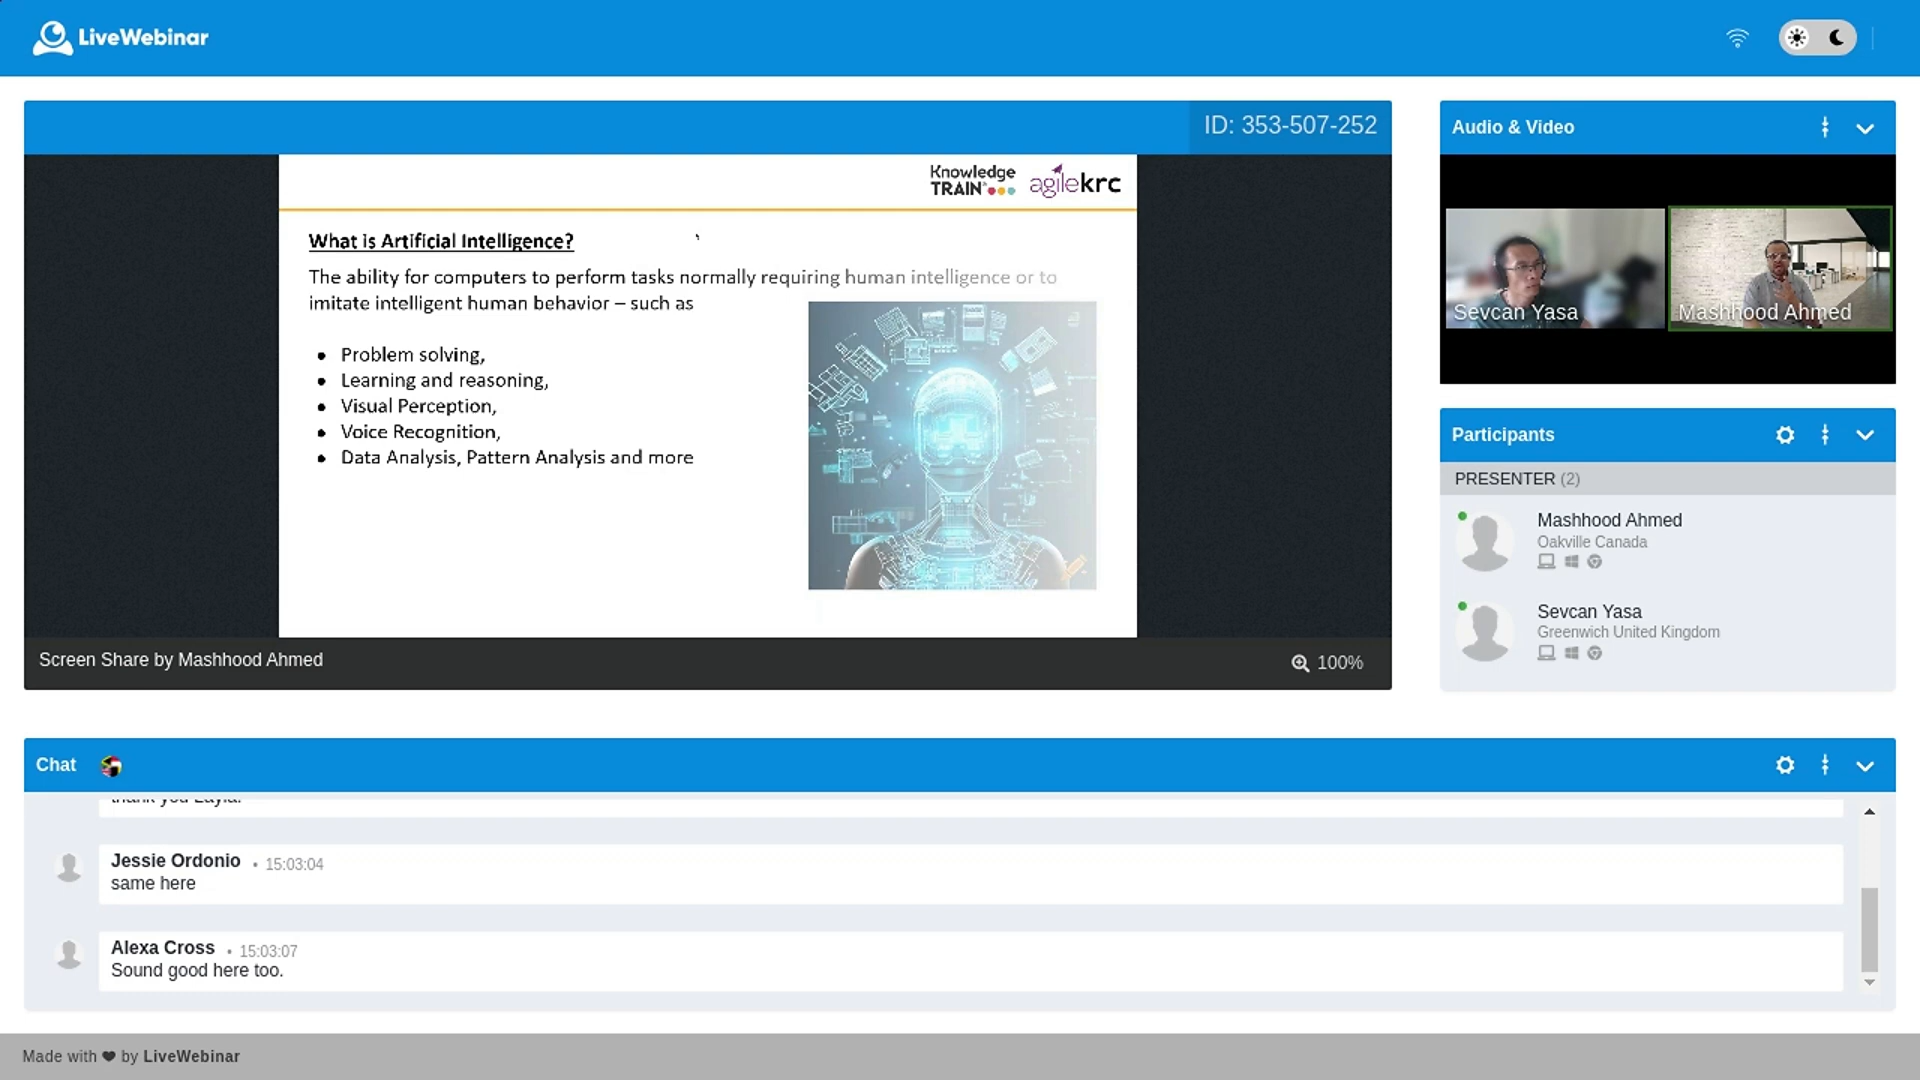 LiveWebinar
ID: 353-507-252
Knowledge
TRAIN
agilekrc
What is Artificial Intelligence?
The ability for computers to perform tasks normally requiring human intelligence or to
imitate intelligent human behavior – such as
• Problem solving,
• Learning and reasoning,
• Visual Perception,
• Voice Recognition,
• Data Analysis, Pattern Analysis and more
Screen Share by Mashhood Ahmed
100%
Audio & Video
Sevcan Yasa
Mashhood Ahmed
Participants
PRESENTER (2)
Mashhood Ahmed
Oakville Canada
Sevcan Yasa
Greenwich United Kingdom
Chat
thank you Layla!
Jessie Ordonio • 15:03:04
same here
Alexa Cross • 15:03:07
Sound good here too.
Made with ❤ by LiveWebinar